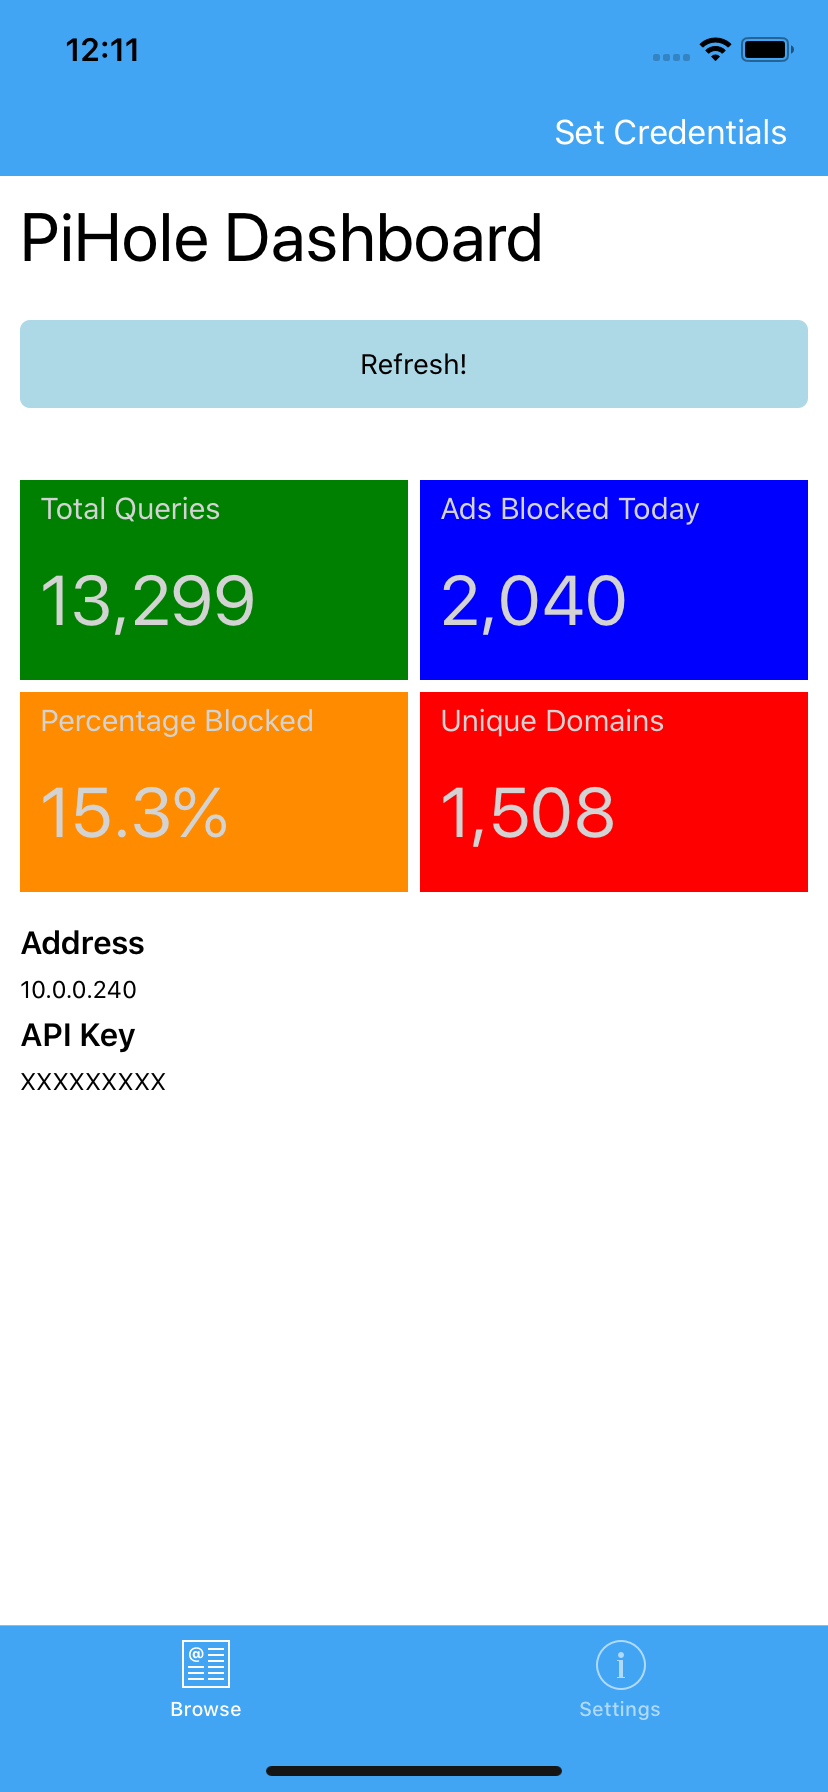 12:11
Set Credentials
PiHole Dashboard
Refresh!
Total Queries
13,299
Ads Blocked Today
2,040
Percentage Blocked
15.3%
Unique Domains
1,508
Address
10.0.0.240
API Key
XXXXXXXXX
@
Browse
i
Settings